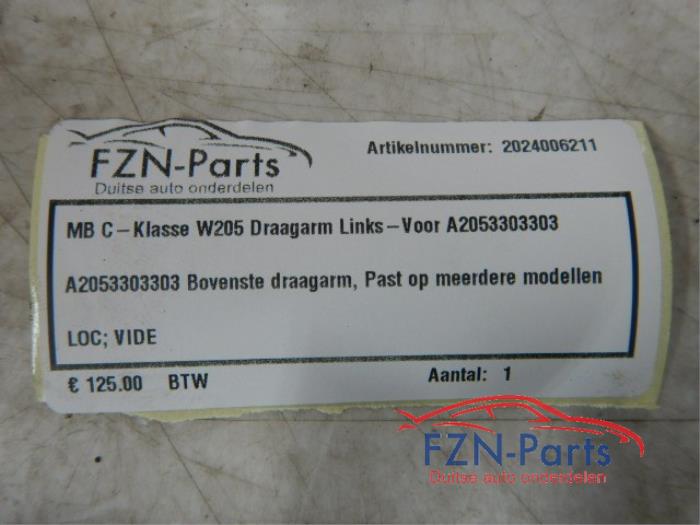 FZN-Parts
Duitse auto onderdelen
Artikelnummer: 2024006211
MB C-Klasse W205 Draagarm Links-Voor A2053303303
A2053303303 Bovenste draagarm, Past op meerdere modellen
LOC; VIDE
€ 125.00 BTW
Aantal: 1
FZN-Parts
Duitse auto onderdelen